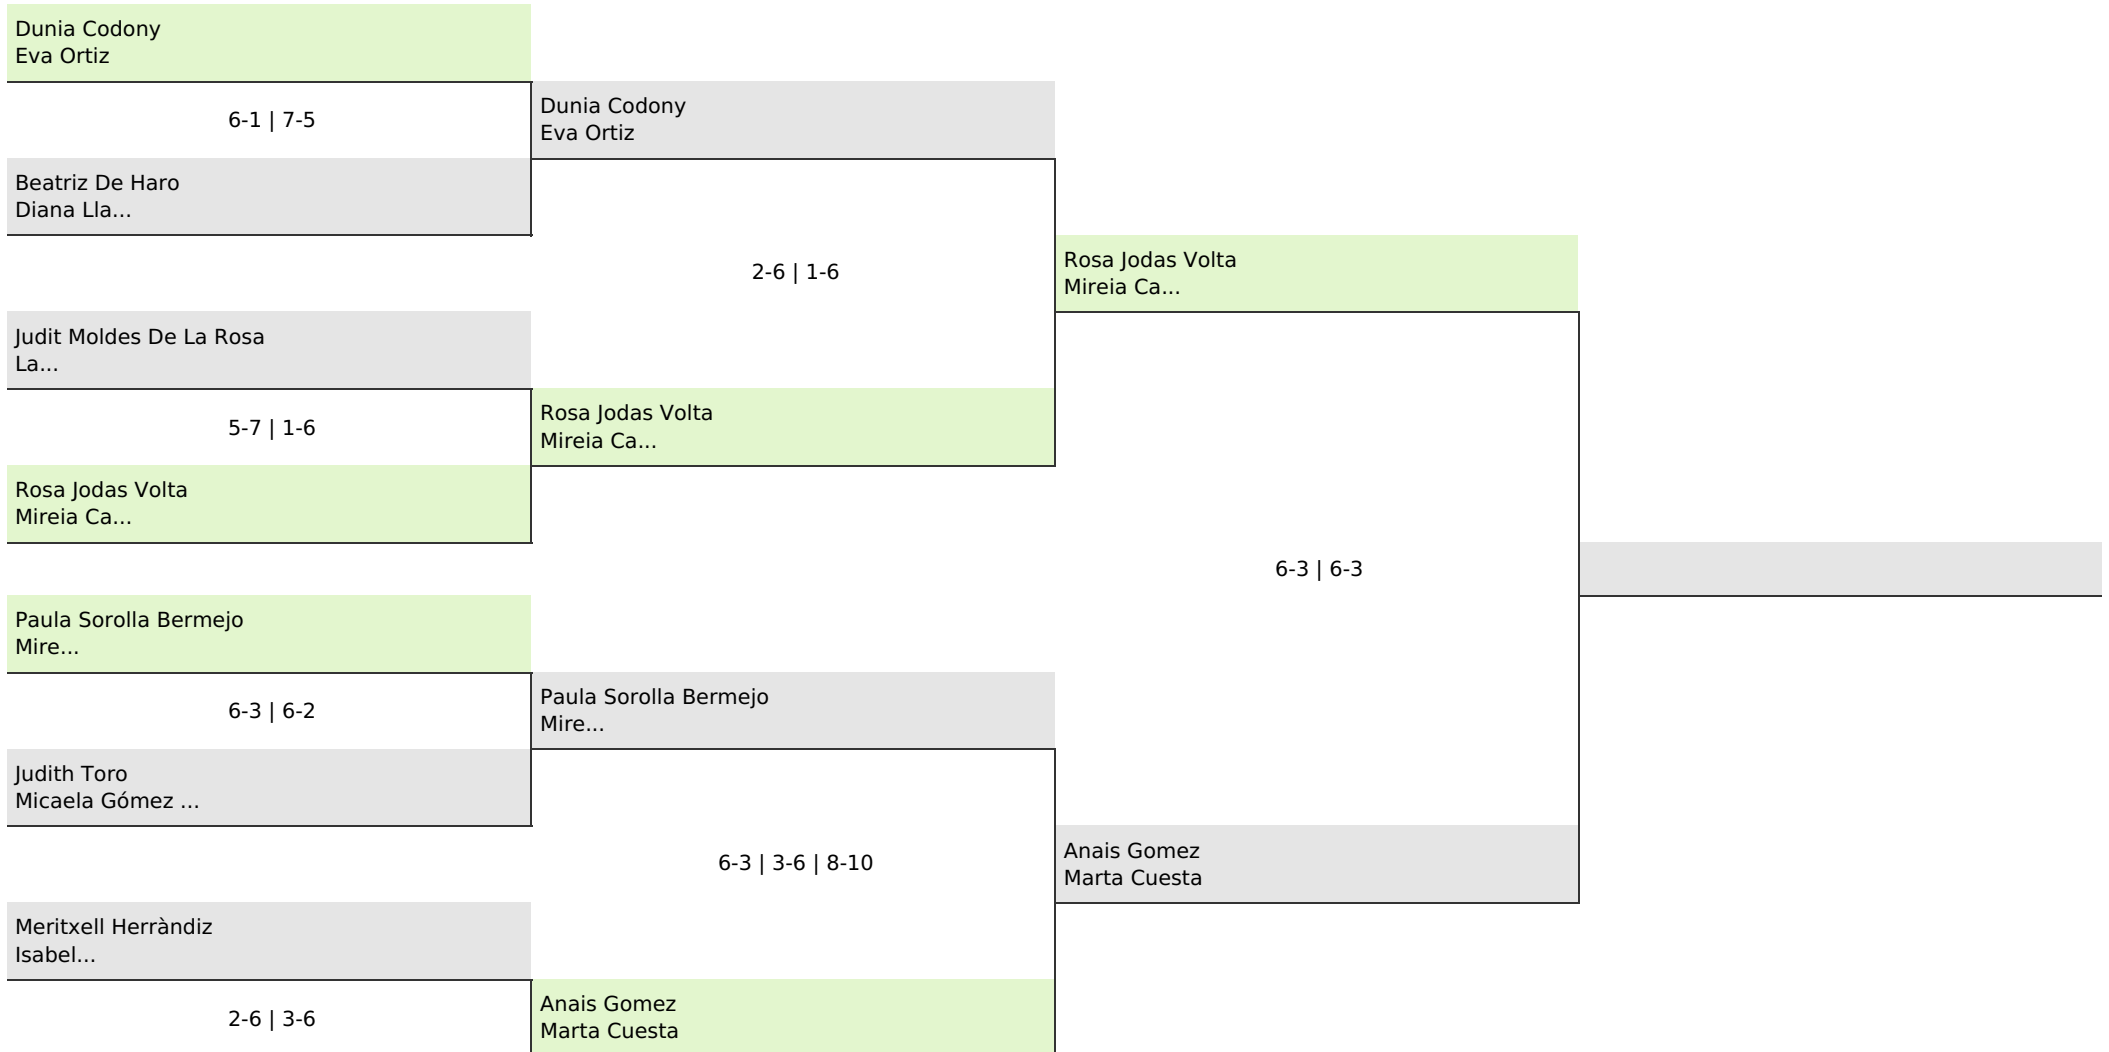 Dunia Codony
Eva Ortiz
6-1 | 7-5
Beatriz De Haro
Diana Lla...
Judit Moldes De La Rosa
La...
5-7 | 1-6
Rosa Jodas Volta
Mireia Ca...
Paula Sorolla Bermejo
Mire...
6-3 | 6-2
Judith Toro
Micaela Gómez ...
Meritxell Herràndiz
Isabel...
2-6 | 3-6
Dunia Codony
Eva Ortiz
2-6 | 1-6
Rosa Jodas Volta
Mireia Ca...
Paula Sorolla Bermejo
Mire...
6-3 | 3-6 | 8-10
Anais Gomez
Marta Cuesta
Rosa Jodas Volta
Mireia Ca...
6-3 | 6-3
Anais Gomez
Marta Cuesta